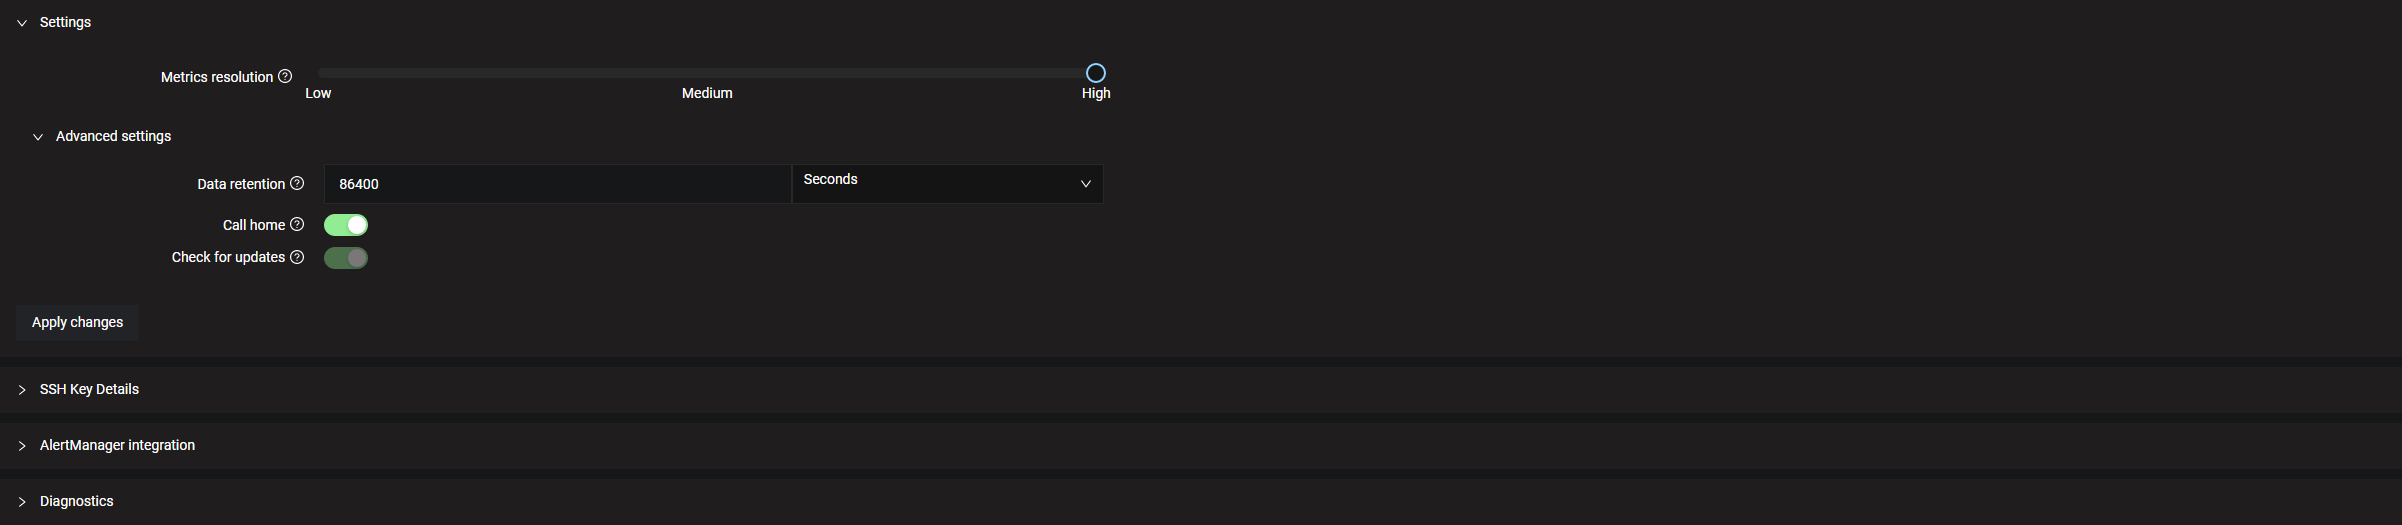 Settings
Metrics resolution
Low Medium High
Advanced settings
Data retention 86400 Seconds
Call home
Check for updates
Apply changes
SSH Key Details
AlertManager integration
Diagnostics